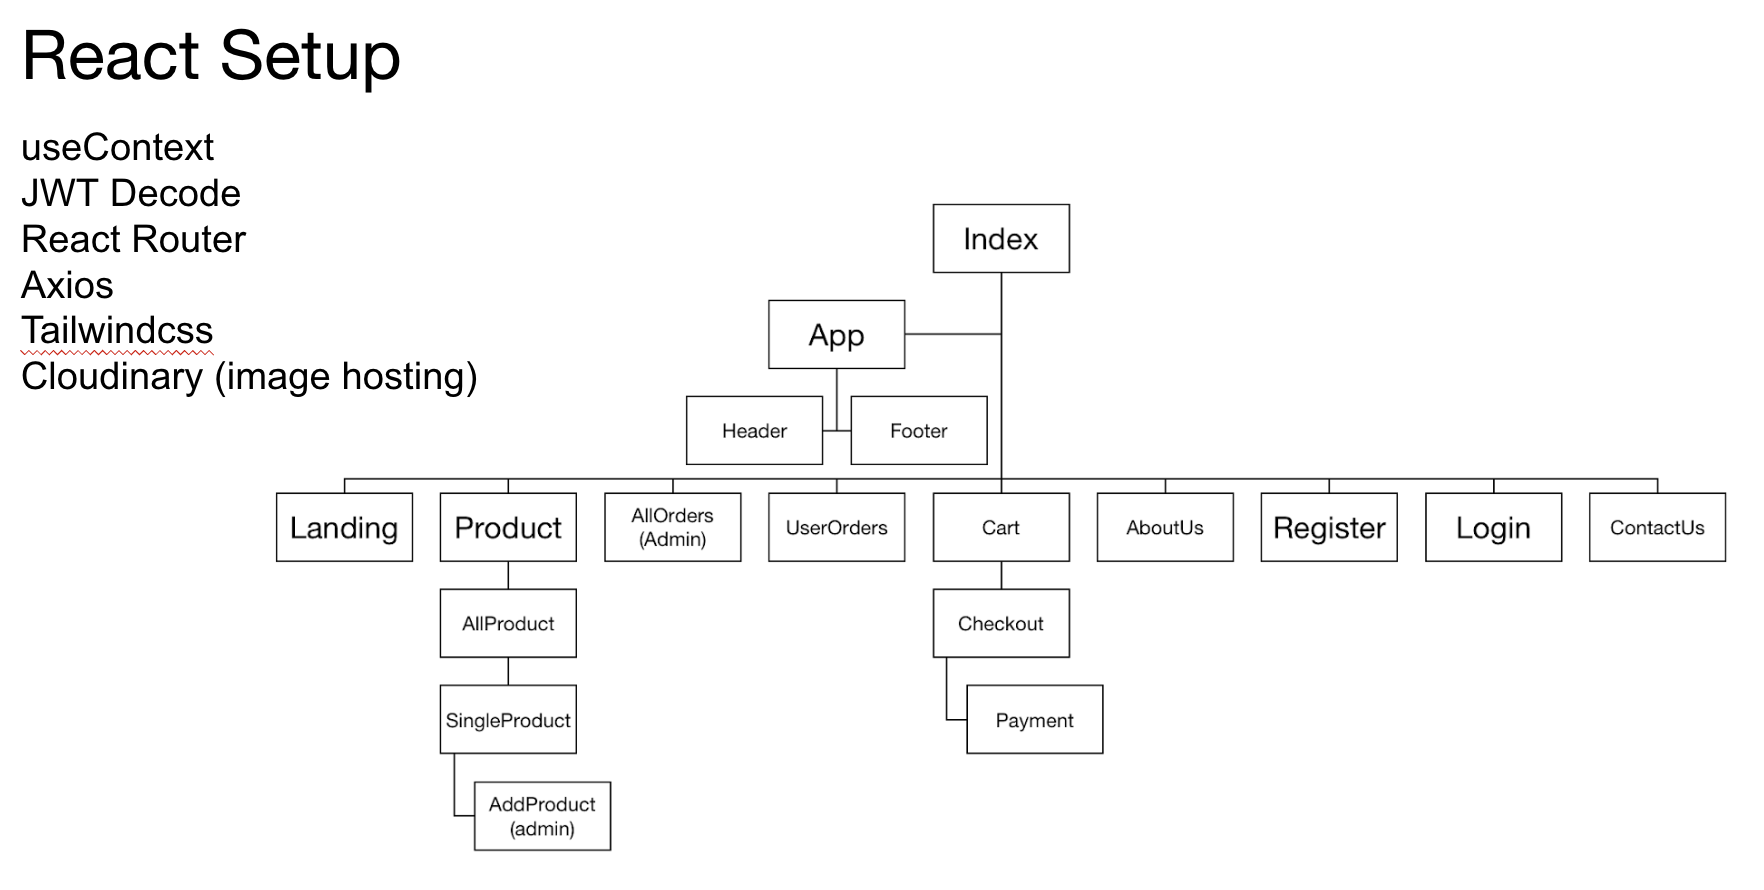 React Setup
useContext
JWT Decode
React Router
Axios
Tailwindcss
Cloudinary (image hosting)
Index
App
Header
Footer
Landing
Product
AllOrders
(Admin)
UserOrders
Cart
AboutUs
Register
Login
ContactUs
AllProduct
Checkout
SingleProduct
Payment
AddProduct
(admin)